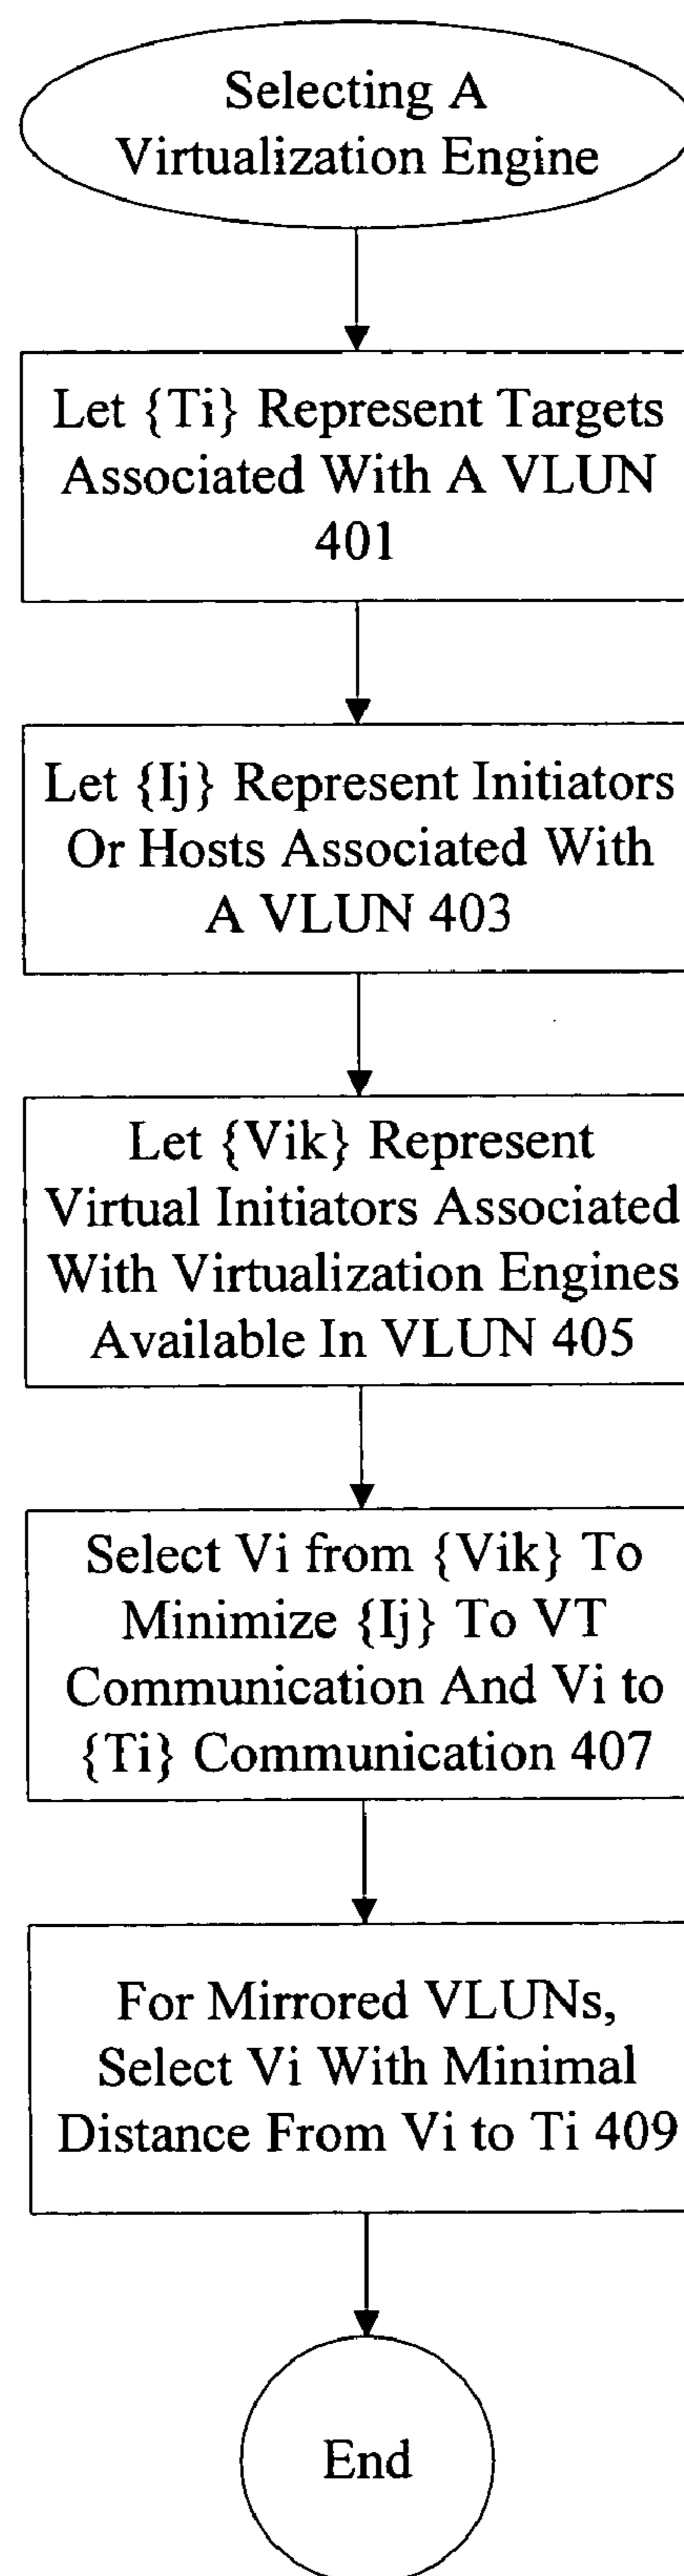 Selecting A
Virtualization Engine
Let {Ti} Represent Targets
Associated With A VLUN
401
Let {Ij} Represent Initiators
Or Hosts Associated With
A VLUN 403
Let {Vik} Represent
Virtual Initiators Associated
With Virtualization Engines
Available In VLUN 405
Select Vi from {Vik} To
Minimize {Ij} To VT
Communication And Vi to
{Ti} Communication 407
For Mirrored VLUNs,
Select Vi With Minimal
Distance From Vi to Ti 409
End